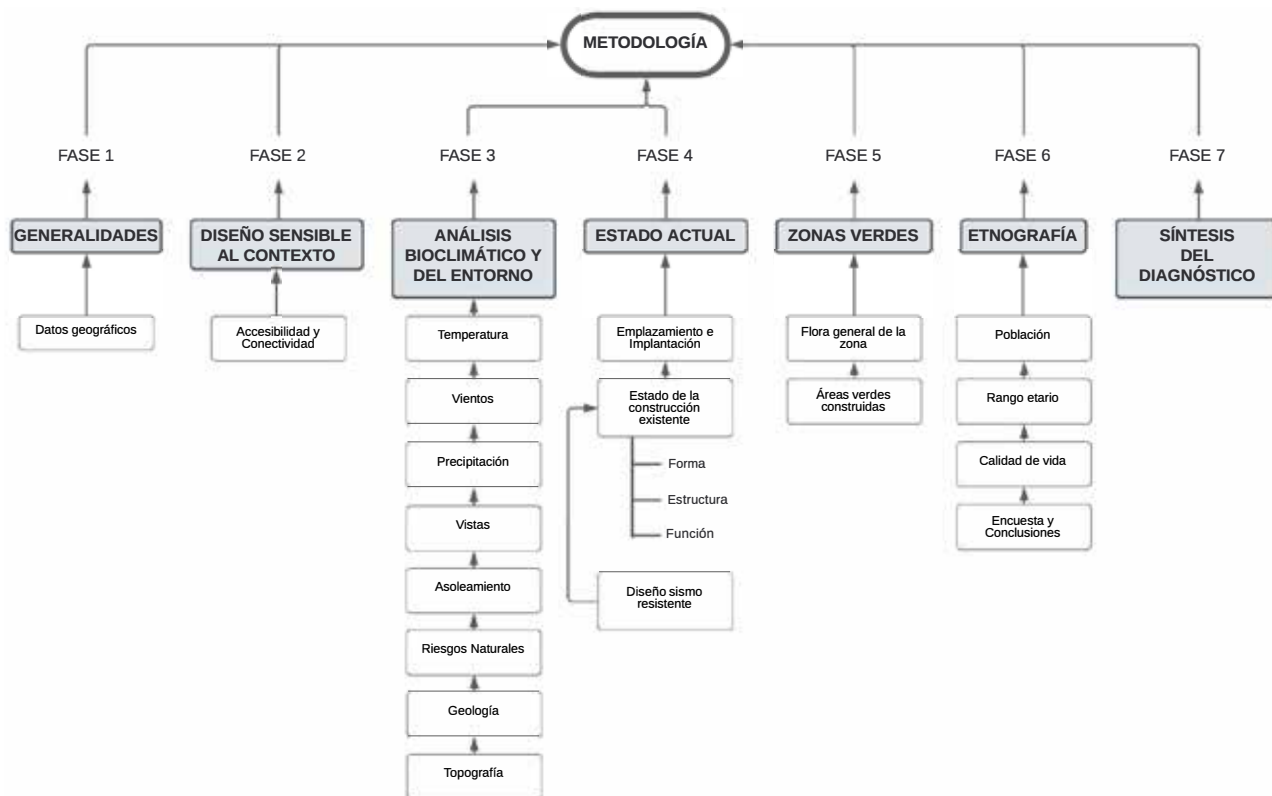 METODOLOGÍA
FASE 1
FASE 2
FASE 3
FASE 4
FASE 5
FASE 6
FASE 7
GENERALIDADES
DISEÑO SENSIBLE
AL CONTEXTO
ANÁLISIS
BIOCLIMÁTICO Y
DEL ENTORNO
ESTADO ACTUAL
ZONAS VERDES
ETNOGRAFÍA
SÍNTESIS
DEL
DIAGNÓSTICO
Datos geográficos
Accesibilidad y
Conectividad
Temperatura
Vientos
Precipitación
Vistas
Asoleamiento
Riesgos Naturales
Geología
Topografía
Emplazamiento e
Implantación
Estado de la
construcción
existente
Forma
Estructura
Función
Diseño sismo
resistente
Flora general de la
zona
Áreas verdes
construidas
Población
Rango etario
Calidad de vida
Encuesta y
Conclusiones